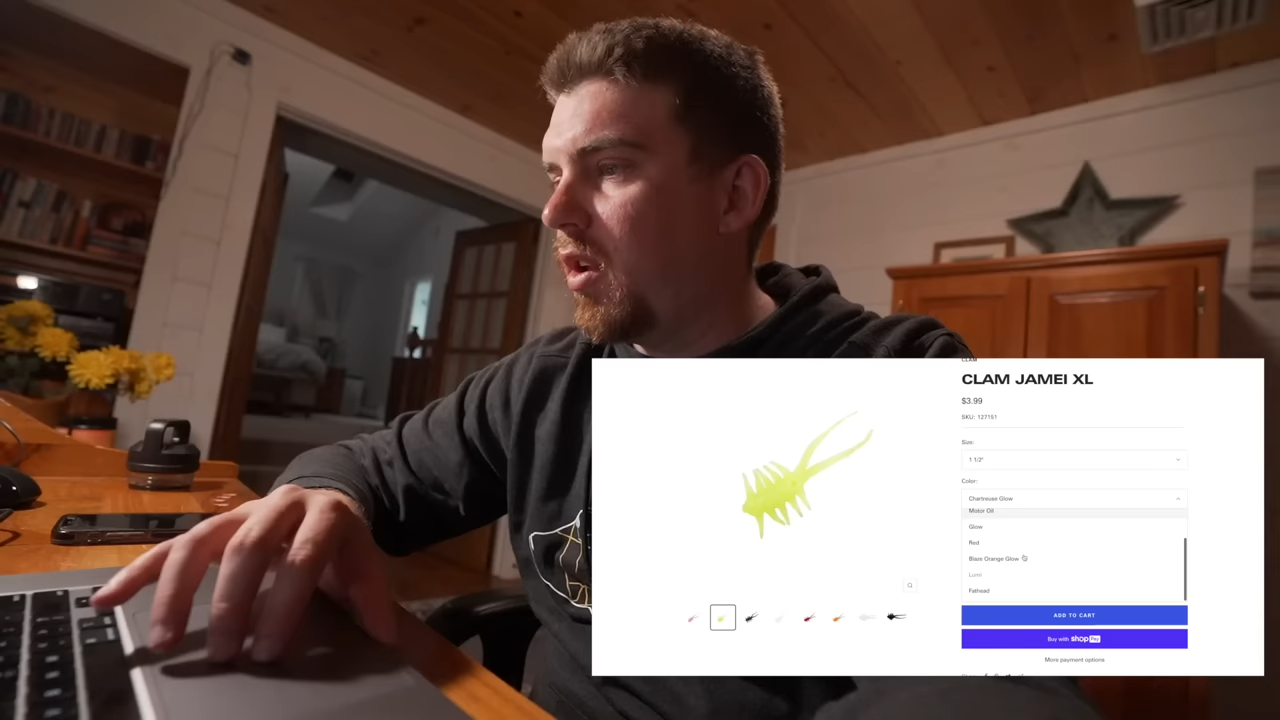 CLAM
CLAM JAMEI XL
$3.99
SKU: 127151
Size:
1 1/2"
Color:
Chartreuse Glow
Motor Oil
Glow
Red
Blaze Orange Glow
Lumi
Fathead
ADD TO CART
Buy with shop Pay
More payment options